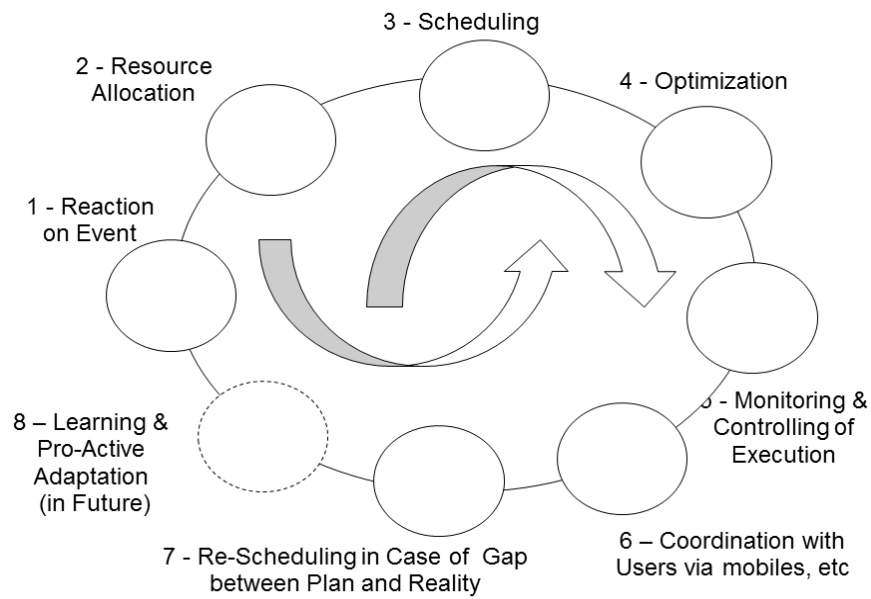 3 - Scheduling
2 - Resource
Allocation
4 - Optimization
1 - Reaction
on Event
5 - Monitoring &
Controlling of
Execution
8 – Learning &
Pro-Active
Adaptation
(in Future)
6 – Coordination with
Users via mobiles, etc
7 - Re-Scheduling in Case of Gap
between Plan and Reality